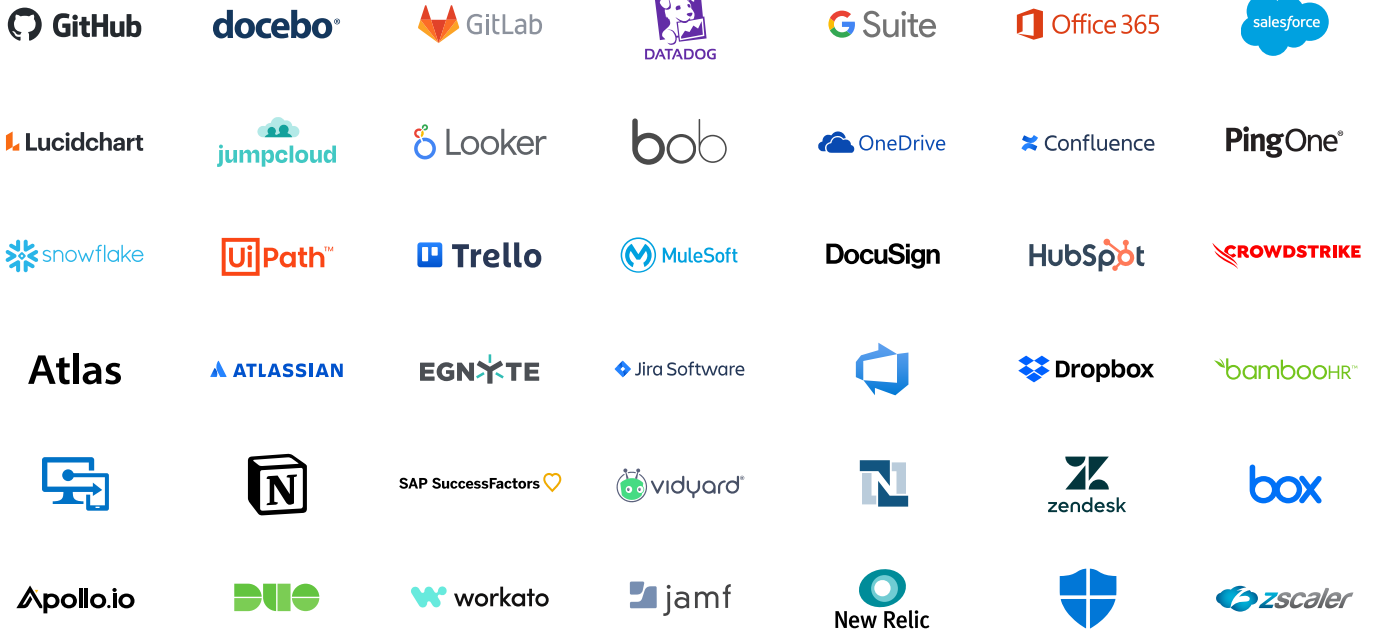 GitHub
docebo®
GitLab
DATADOG
G Suite
Office 365
salesforce
Lucidchart
jumpcloud
Looker
bob
OneDrive
Confluence
PingOne®
snowflake
UiPath™
Trello
MuleSoft
DocuSign
HubSpot
CROWDSTRIKE
Atlas
ATLASSIAN
EGNYTE
Jira Software
Dropbox
bambooHR™
N
SAP SuccessFactors
vidyard®
N
zendesk
box
Apollo.io
DUO
workato
jamf
New Relic
zscaler